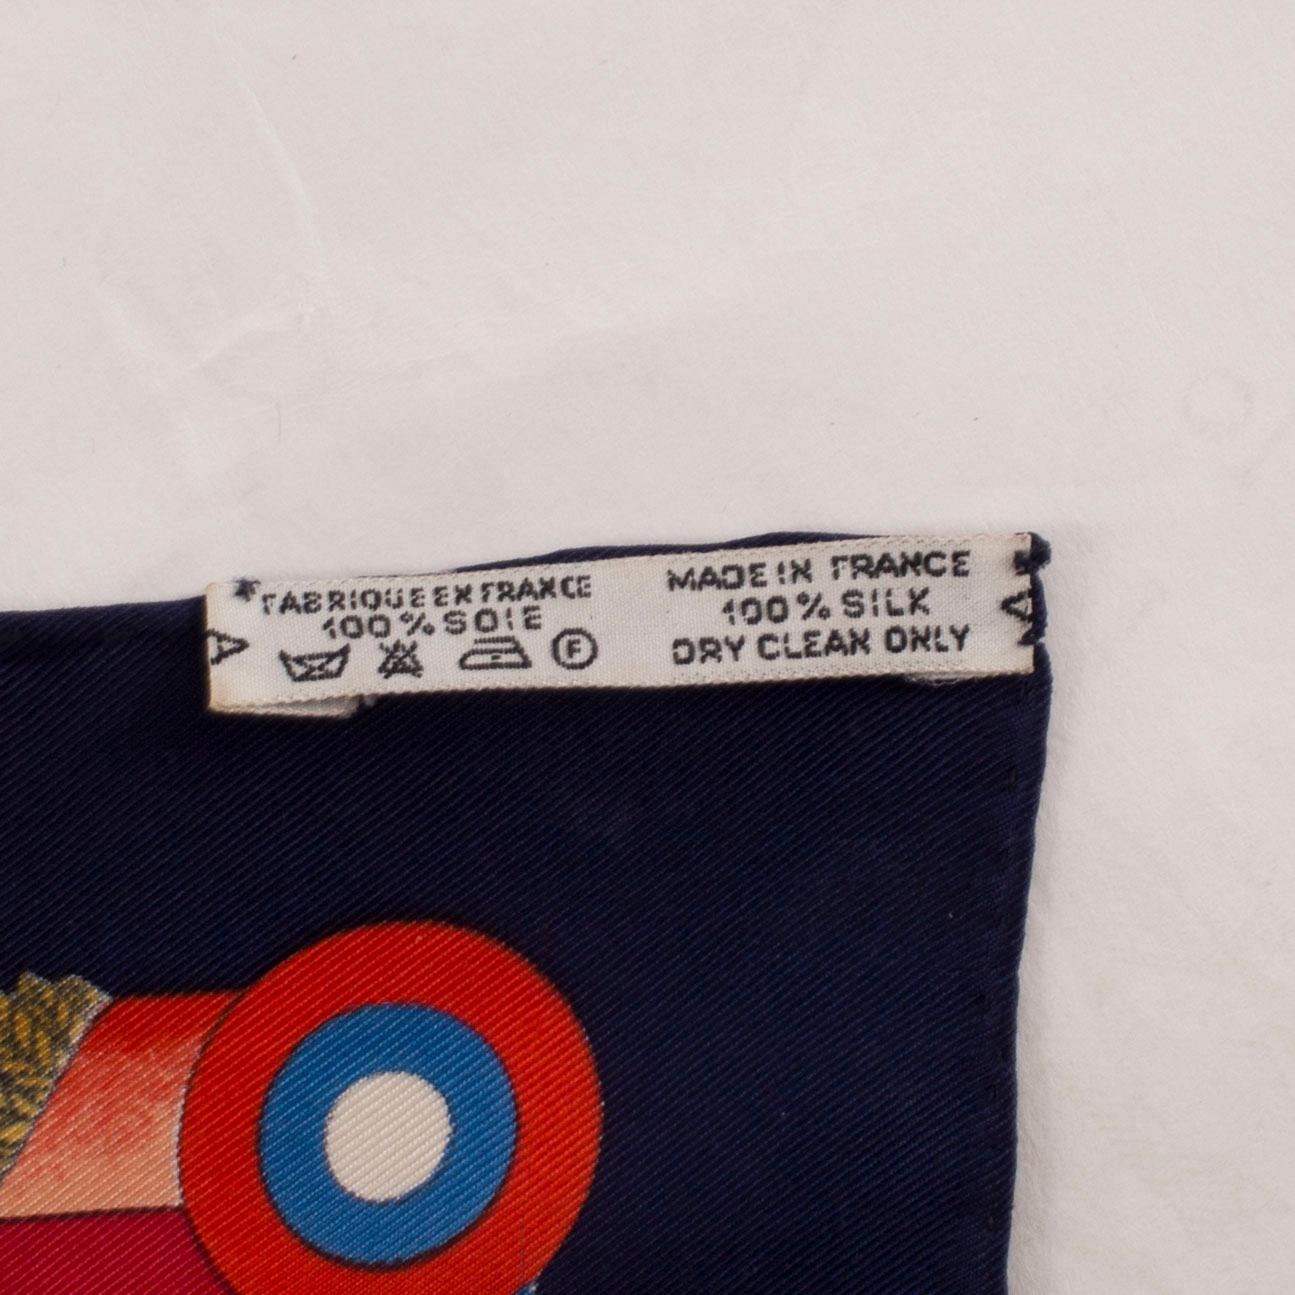 FABRIQUE EN FRANCE
100% SOIE
F
MADE IN FRANCE
100% SILK
DRY CLEAN ONLY
A
A